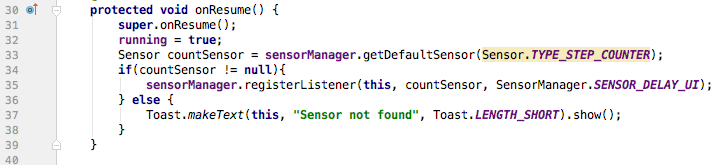 30 protected void onResume() {
31 super.onResume();
32 running = true;
33 Sensor countSensor = sensorManager.getDefaultSensor(Sensor.TYPE_STEP_COUNTER);
34 if(countSensor != null){
35 sensorManager.registerListener(this, countSensor, SensorManager.SENSOR_DELAY_UI);
36 } else {
37 Toast.makeText(this, "Sensor not found", Toast.LENGTH_SHORT).show();
38 }
39 }
40